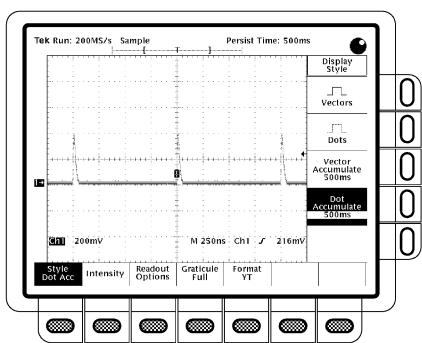 Tek Run: 200MS/s Sample Persist Time: 500ms
T
Display
Style
Vectors
Dots
Vector
Accumulate
500ms
Dot
Accumulate
500ms
1
Ch1 200mV M 250ns Ch1 216mV
Style
Dot Acc
Intensity
Readout
Options
Graticule
Full
Format
YT